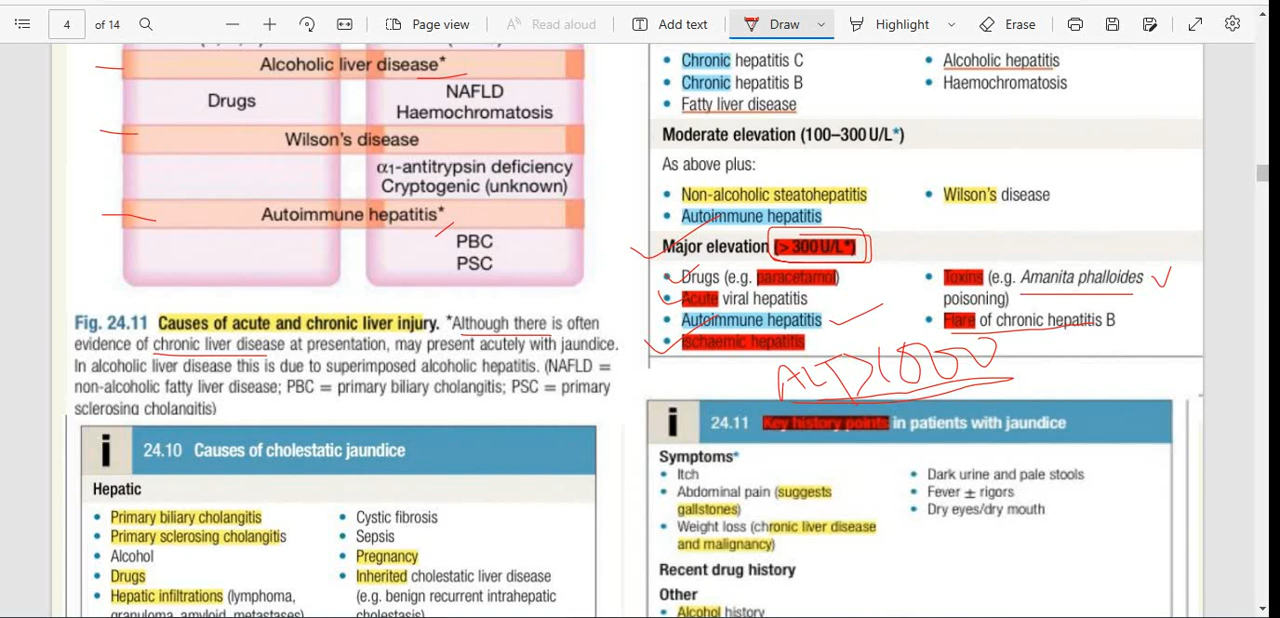 4 of 14
Page view
Read aloud
Add text
Draw
Highlight
Erase
Alcoholic liver disease*
Drugs
NAFLD
Haemochromatosis
Wilson's disease
α1-antitrypsin deficiency
Cryptogenic (unknown)
Autoimmune hepatitis*
PBC
PSC
Fig. 24.11 Causes of acute and chronic liver injury. *Although there is often
evidence of chronic liver disease at presentation, may present acutely with jaundice.
In alcoholic liver disease this is due to superimposed alcoholic hepatitis. (NAFLD =
non-alcoholic fatty liver disease; PBC = primary biliary cholangitis; PSC = primary
sclerosing cholangitis)
i 24.10 Causes of cholestatic jaundice
Hepatic
• Primary biliary cholangitis
• Primary sclerosing cholangitis
• Alcohol
• Drugs
• Hepatic infiltrations (lymphoma,
granuloma, amyloid, metastases)
• Cystic fibrosis
• Sepsis
• Pregnancy
• Inherited cholestatic liver disease
(e.g. benign recurrent intrahepatic
cholestasis)
• Chronic hepatitis C
• Chronic hepatitis B
• Fatty liver disease
• Alcoholic hepatitis
• Haemochromatosis
Moderate elevation (100–300 U/L*)
As above plus:
• Non-alcoholic steatohepatitis
• Autoimmune hepatitis
• Wilson's disease
Major elevation (> 300 U/L*)
• Drugs (e.g. paracetamol)
• Acute viral hepatitis
• Autoimmune hepatitis
• Ischaemic hepatitis
• Toxins (e.g. Amanita phalloides
poisoning)
• Flare of chronic hepatitis B
ALT>1000
i 24.11 Key history points in patients with jaundice
Symptoms*
• Itch
• Abdominal pain (suggests
gallstones)
• Weight loss (chronic liver disease
and malignancy)
• Dark urine and pale stools
• Fever ± rigors
• Dry eyes/dry mouth
Recent drug history
Other
• Alcohol history